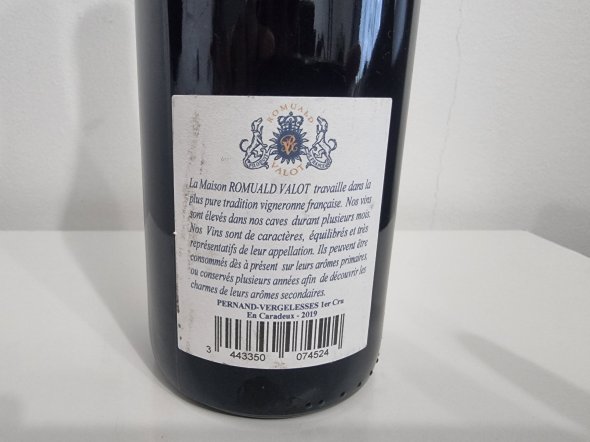 ROMUALD
VR
VALOT
La Maison ROMUALD VALOT travaille dans la
plus pure tradition vigneronne française. Nos vins
sont élevés dans nos caves durant plusieurs mois.
Nos Vins sont de caractères, équilibrés et très
représentatifs de leur appellation. Ils peuvent être
consommés dès à présent sur leurs arômes primaires,
ou conservés plusieurs années afin de découvrir les
charmes de leurs arômes secondaires.
PERNAND-VERGELESSES 1er Cru
En Caradeux - 2019
3 443350 074524